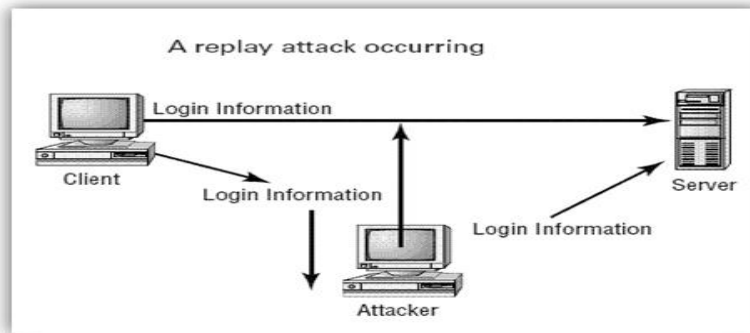 A replay attack occurring
Login Information
Client
Login Information
Server
Login Information
Attacker